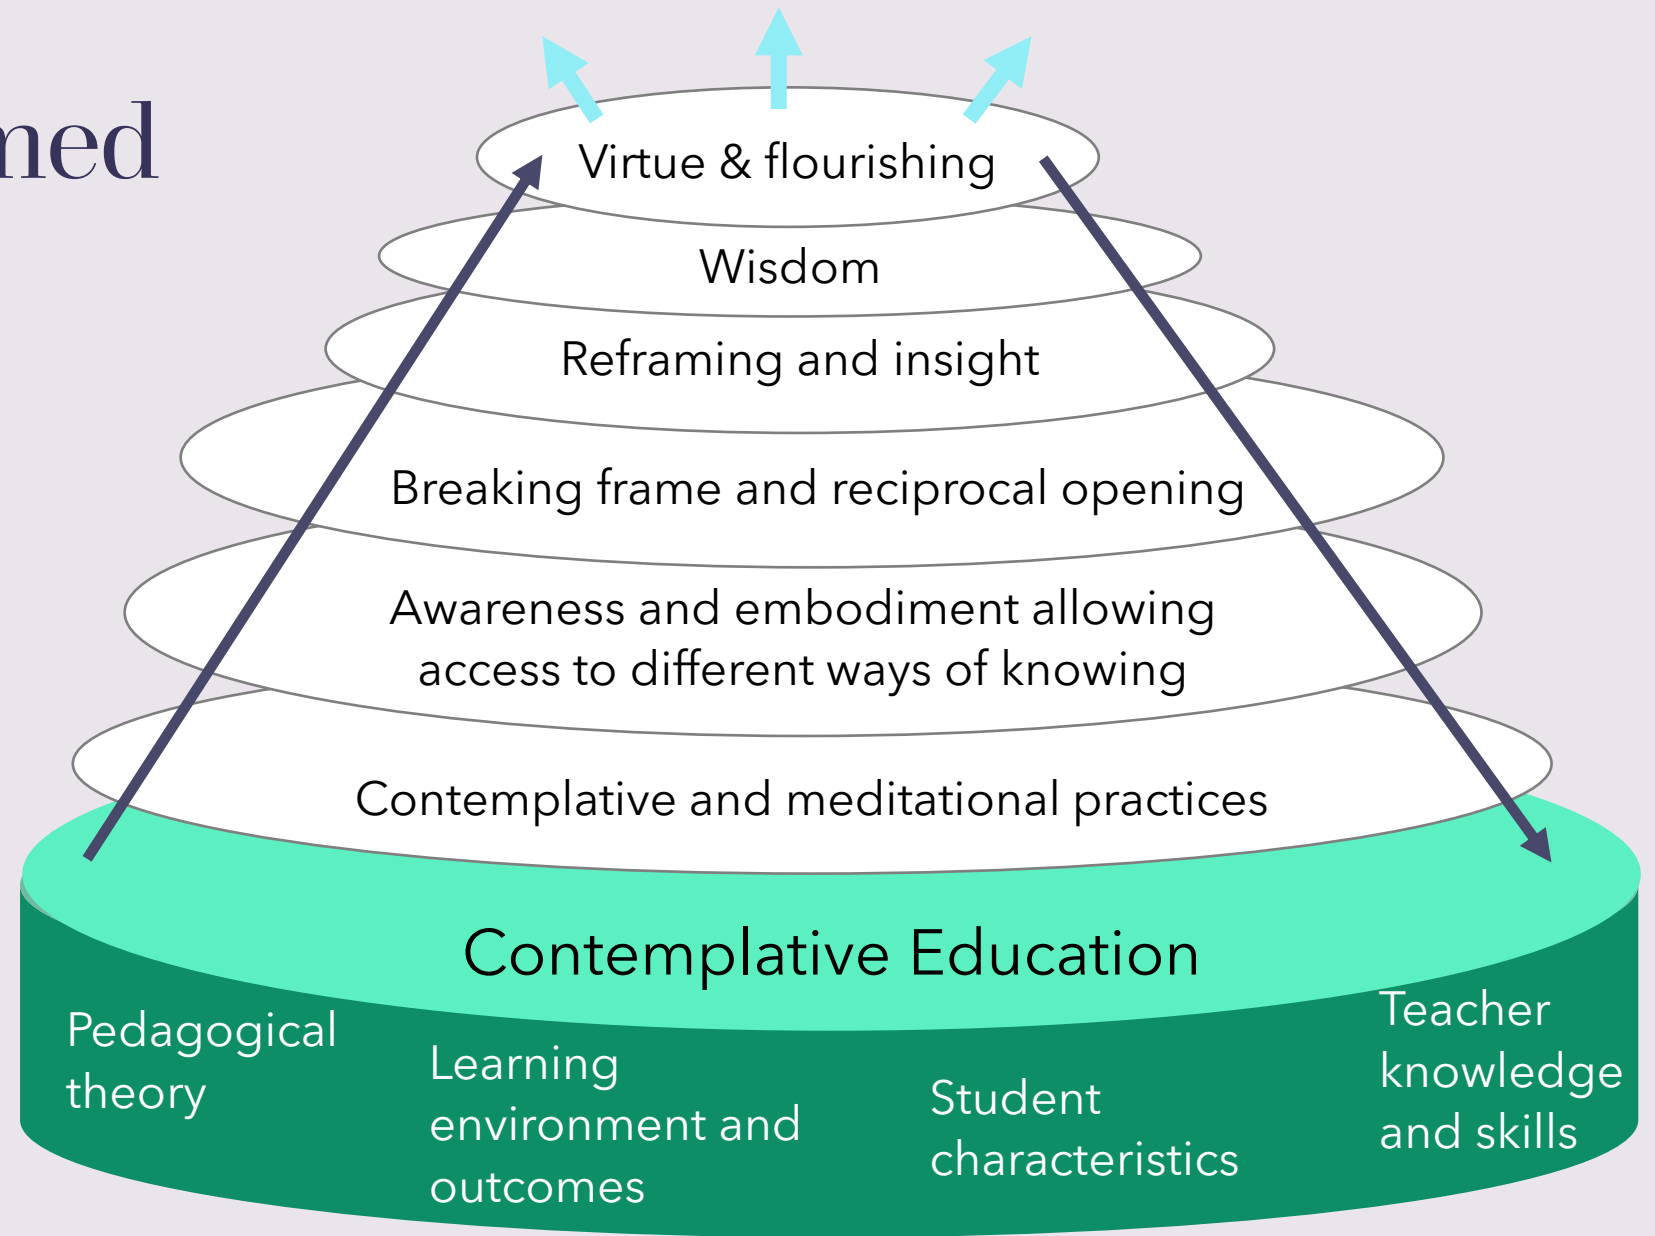 Virtue & flourishing
Wisdom
Reframing and insight
Breaking frame and reciprocal opening
Awareness and embodiment allowing
access to different ways of knowing
Contemplative and meditational practices
Contemplative Education
Pedagogical
theory
Learning
environment and
outcomes
Student
characteristics
Teacher
knowledge
and skills